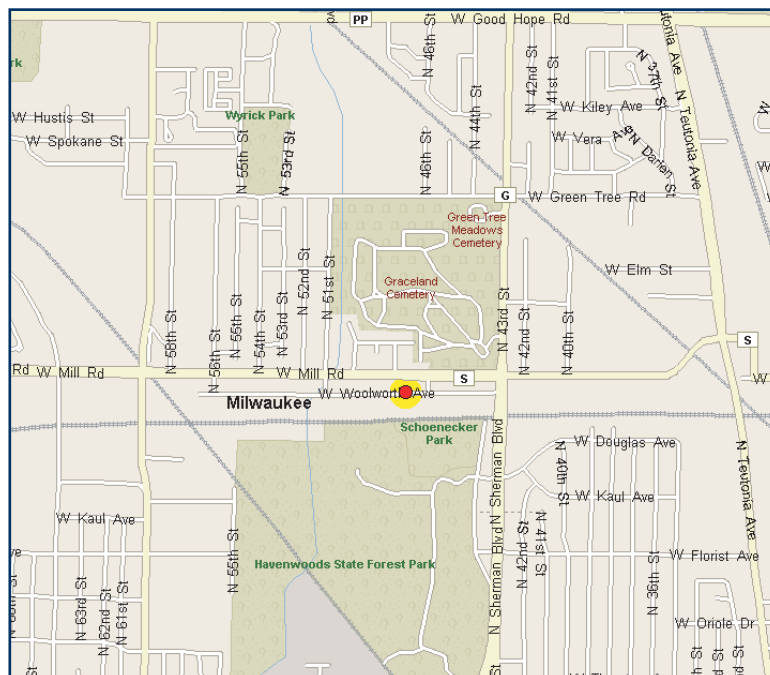 PP
W Good Hope Rd
N 46th St
N Teutonia Ave
N 42nd St
N 41st St
N 37th St
W Hustis St
W Spokane St
Wyrick Park
N 55th St
N 53rd St
N 46th St
N 44th St
W Kiley Ave
W Vera Ave
N Darien St
N Teutonia Ave
G
W Green Tree Rd
Green Tree
Meadows
Cemetery
Graceland
Cemetery
W Elm St
N 58th St
N 56th St
N 55th St
N 54th St
N 53rd St
N 52nd St
N 51st St
N 43rd St
N 42nd St
N 40th St
S
Rd
W Mill Rd
W Mill Rd
S
W
W Woolworth Ave
Milwaukee
Schoenecker
Park
N Sherman Blvd
W Douglas Ave
N 40th St
N Teutonia Ave
W Kaul Ave
W Kaul Ave
N 55th St
Havenwoods State Forest Park
N Sherman Blvd
N 42nd St
N 41st St
W Florist Ave
N 36th St
N 63rd St
N 62nd St
N 61st St
W Oriole Dr
St